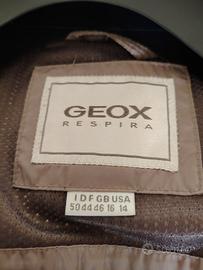 GEOX
RESPIRA
I D F GB USA
50 44 46 16 14